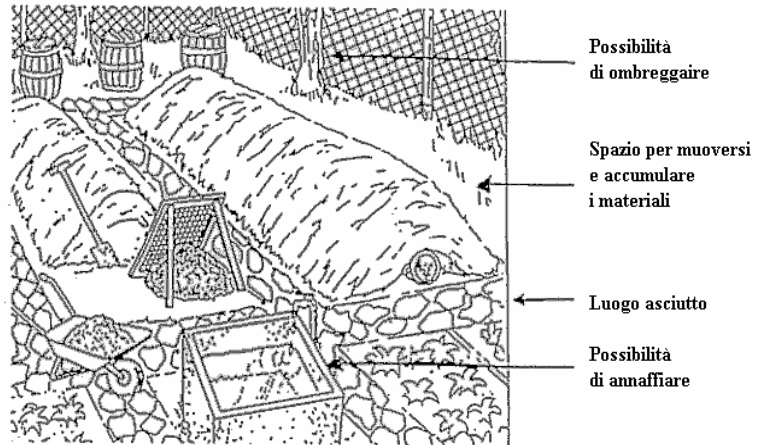 Possibilità
di ombreggaire
Spazio per muoversi
e accumulare
i materiali
Luogo asciutto
Possibilità
di annaffiare